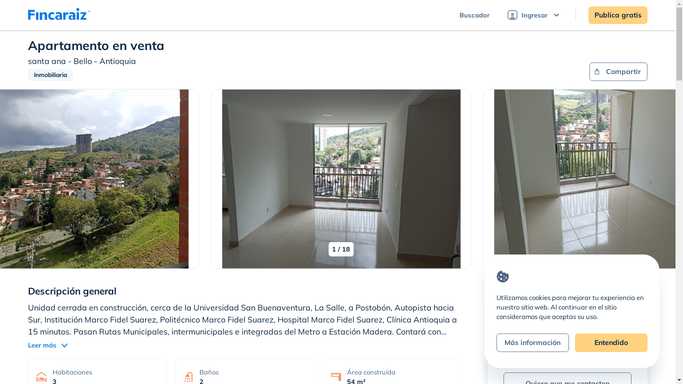 Fincaraiz
Buscador
Ingresar
Publica gratis
Apartamento en venta
santa ana - Bello - Antioquia
Inmobiliaria
Compartir
1 / 18
Descripción general
Unidad cerrada en construcción, cerca de la Universidad San Buenaventura, La Salle, a Postobón, Autopista hacia
Sur, Institución Marco Fidel Suarez, Politécnico Marco Fidel Suarez, Hospital Marco Fidel Suarez, Clínica Antioquia a
15 minutos. Pasan Rutas Municipales, intermunicipales e integradas del Metro a Estación Madera. Contará con...
Leer más
Habitaciones
3
Baños
2
Área construida
54 m²
Utilizamos cookies para mejorar tu experiencia en
nuestro sitio web. Al continuar en el sitio
consideramos que aceptas su uso.
Más información
Entendido
Quiero que me contacten